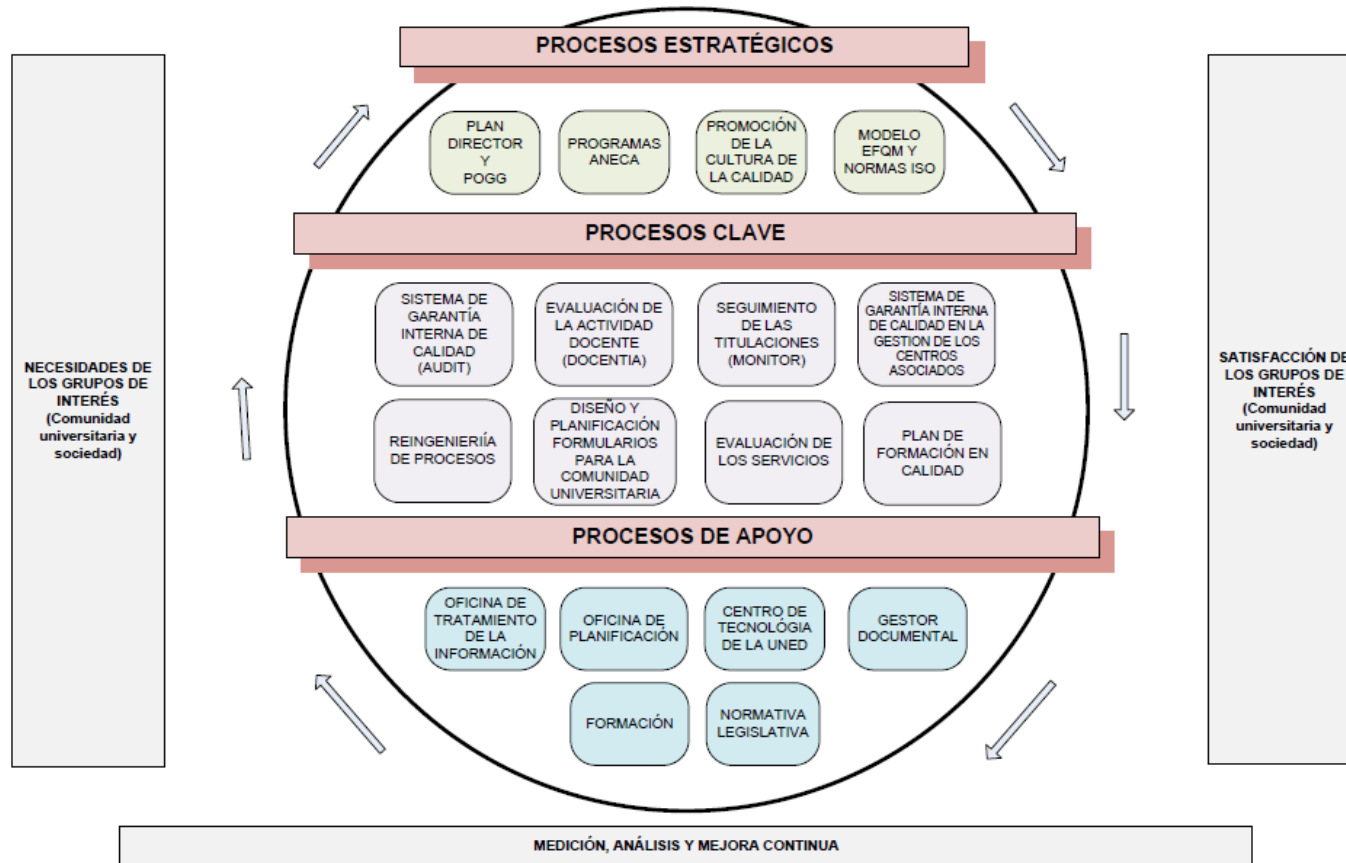 PROCESOS ESTRATÉGICOS
PLAN
DIRECTOR
Y
POGG
PROGRAMAS
ANECA
PROMOCIÓN
DE LA
CULTURA DE
LA CALIDAD
MODELO
EFQM Y
NORMAS ISO
PROCESOS CLAVE
SISTEMA DE
GARANTÍA
INTERNA DE
CALIDAD
(AUDIT)
EVALUACIÓN DE
LA ACTIVIDAD
DOCENTE
(DOCENTIA)
SEGUIMIENTO
DE LAS
TITULACIONES
(MONITOR)
SISTEMA DE
GARANTÍA INTERNA
DE CALIDAD EN LA
GESTION DE LOS
CENTROS
ASOCIADOS
NECESIDADES DE
LOS GRUPOS DE
INTERÉS
(Comunidad
universitaria y
sociedad)
SATISFACCIÓN DE
LOS GRUPOS DE
INTERÉS
(Comunidad
universitaria y
sociedad)
REINGENIERIÍA
DE PROCESOS
DISEÑO Y
PLANIFICACIÓN
FORMULARIOS
PARA LA
COMUNIDAD
UNIVERSITARIA
EVALUACIÓN DE
LOS SERVICIOS
PLAN DE
FORMACIÓN EN
CALIDAD
PROCESOS DE APOYO
OFICINA DE
TRATAMIENTO
DE LA
INFORMACIÓN
OFICINA DE
PLANIFICACIÓN
CENTRO DE
TECNOLÓGIA
DE LA UNED
GESTOR
DOCUMENTAL
FORMACIÓN
NORMATIVA
LEGISLATIVA
MEDICIÓN, ANÁLISIS Y MEJORA CONTINUA